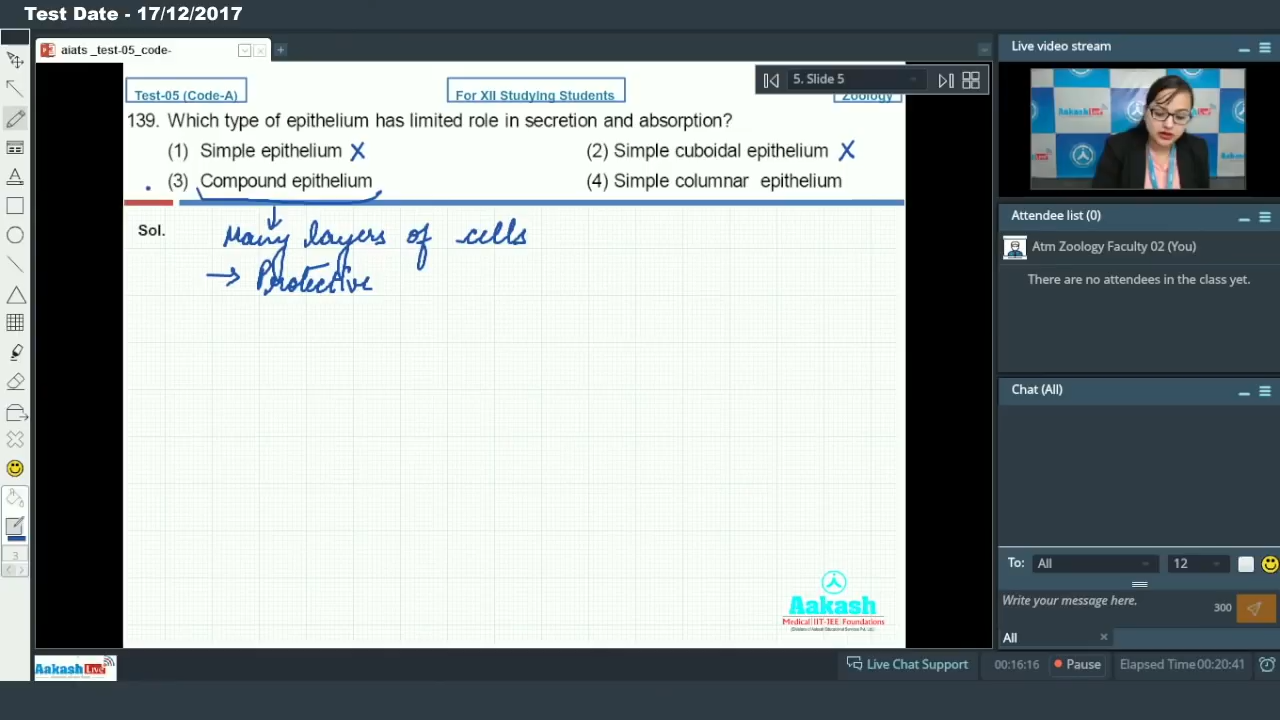 Test Date - 17/12/2017
aiats _test-05_code-
5. Slide 5
Live video stream
Test-05 (Code-A)
For XII Studying Students
Zoology
139. Which type of epithelium has limited role in secretion and absorption?
(1) Simple epithelium X
(2) Simple cuboidal epithelium X
(3) Compound epithelium
(4) Simple columnar epithelium
Sol.
Many layers of cells
→ Protective
Aakash
Medical|IIT-JEE|Foundations
Aakash Live
Attendee list (0)
Atm Zoology Faculty 02 (You)
There are no attendees in the class yet.
Chat (All)
To: All 12
Write your message here.
300
All
3
Live Chat Support
00:16:16
Pause
Elapsed Time 00:20:41